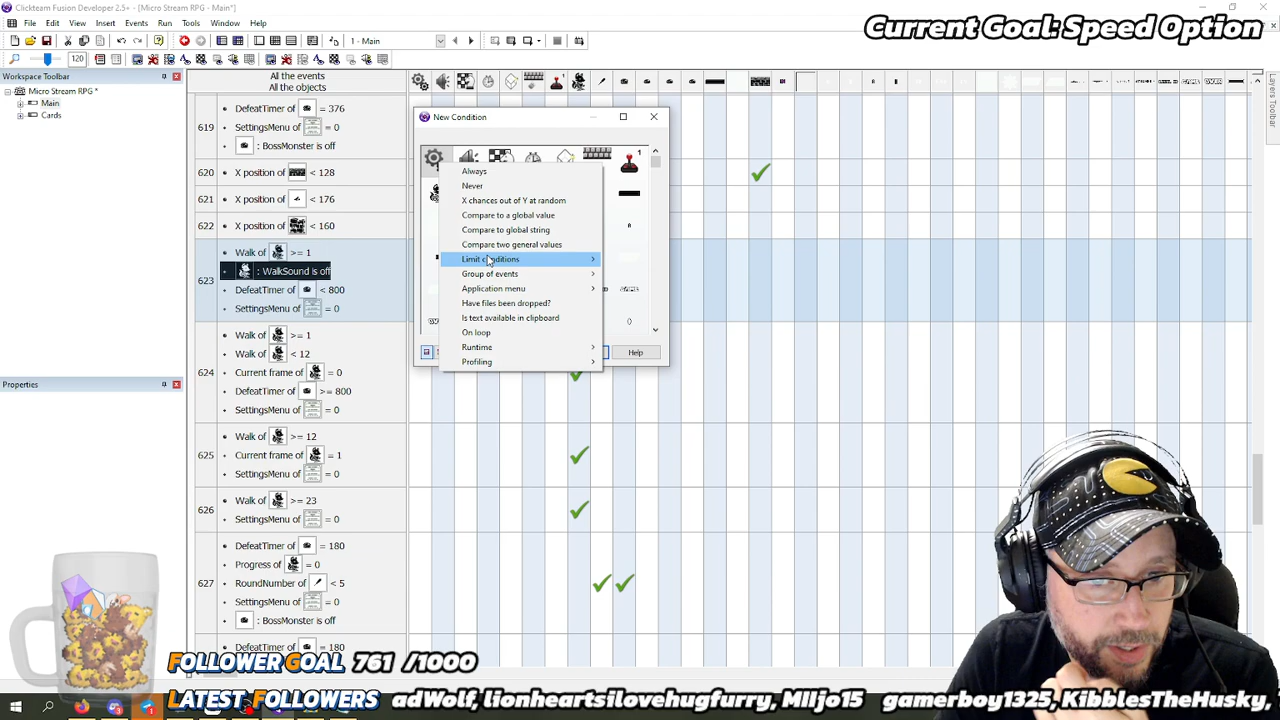 Clickteam Fusion Developer 2.5+ - [Micro Stream RPG - Main*]
File Edit View Insert Events Run Tools Window Help
Current Goal: Speed Option
1 - Main
120
Workspace Toolbar
Micro Stream RPG *
Main
Cards
Properties
All the events
All the objects
Layers Toolbar
619
DefeatTimer of = 376
SettingsMenu of = 0
: BossMonster is off
620
X position of < 128
621
X position of < 176
622
X position of < 160
623
Walk of >= 1
: WalkSound is off
DefeatTimer of < 800
SettingsMenu of = 0
624
Walk of >= 1
Walk of < 12
Current frame of = 0
DefeatTimer of >= 800
SettingsMenu of = 0
625
Walk of >= 12
Current frame of = 1
SettingsMenu of = 0
626
Walk of >= 23
SettingsMenu of = 0
627
DefeatTimer of = 180
Progress of = 0
RoundNumber of < 5
SettingsMenu of = 0
: BossMonster is off
DefeatTimer of = 180
New Condition
Always
Never
X chances out of Y at random
Compare to a global value
Compare to global string
Compare two general values
Limit conditions
Group of events
Application menu
Have files been dropped?
Is text available in clipboard
On loop
Runtime
Profiling
Help
Follower Goal 761 /1000
Latest Followers adWolf, lionheartsilovehugfurry, MIIjo15 gamerboy1325, KibblesTheHusky,